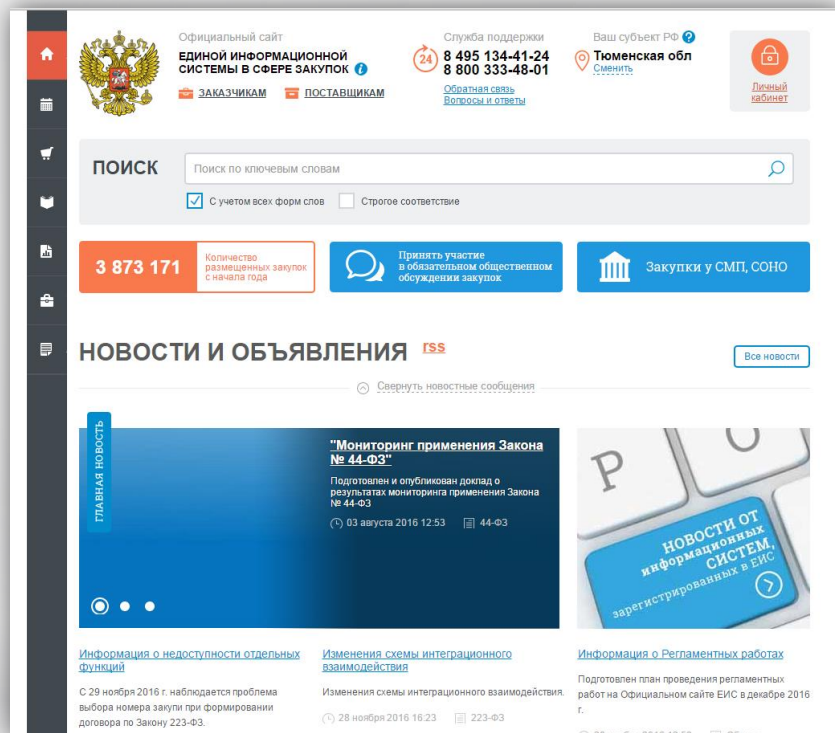 Официальный сайт
ЕДИНОЙ ИНФОРМАЦИОННОЙ
СИСТЕМЫ В СФЕРЕ ЗАКУПОК
ЗАКАЗЧИКАМ ПОСТАВЩИКАМ
Служба поддержки
24
8 495 134-41-24
8 800 333-48-01
Обратная связь
Вопросы и ответы
Ваш субъект РФ ?
Тюменская обл
Сменить
Личный
кабинет
ПОИСК
Поиск по ключевым словам
С учетом всех форм слов Строгое соответствие
3 873 171
Количество
размещенных закупок
с начала года
Принять участие
в обязательном общественном
обсуждении закупок
Закупки у СМП, СОНО
НОВОСТИ И ОБЪЯВЛЕНИЯ rss
Все новости
Свернуть новостные сообщения
ГЛАВНАЯ НОВОСТЬ
"Мониторинг применения Закона
№ 44-ФЗ"
Подготовлен и опубликован доклад о
результатах мониторинга применения Закона
№ 44-ФЗ
03 августа 2016 12:53 44-ФЗ
НОВОСТИ ОТ
информационных
СИСТЕМ,
зарегистрированных в ЕИС
Информация о недоступности отдельных
функций
С 29 ноября 2016 г. наблюдается проблема
выбора номера закупи при формировании
договора по Закону 223-ФЗ.
Изменения схемы интеграционного
взаимодействия
Изменения схемы интеграционного взаимодействия.
28 ноября 2016 16:23 223-ФЗ
Информация о Регламентных работах
Подготовлен план проведения регламентных
работ на Официальном сайте ЕИС в декабре 2016
г.